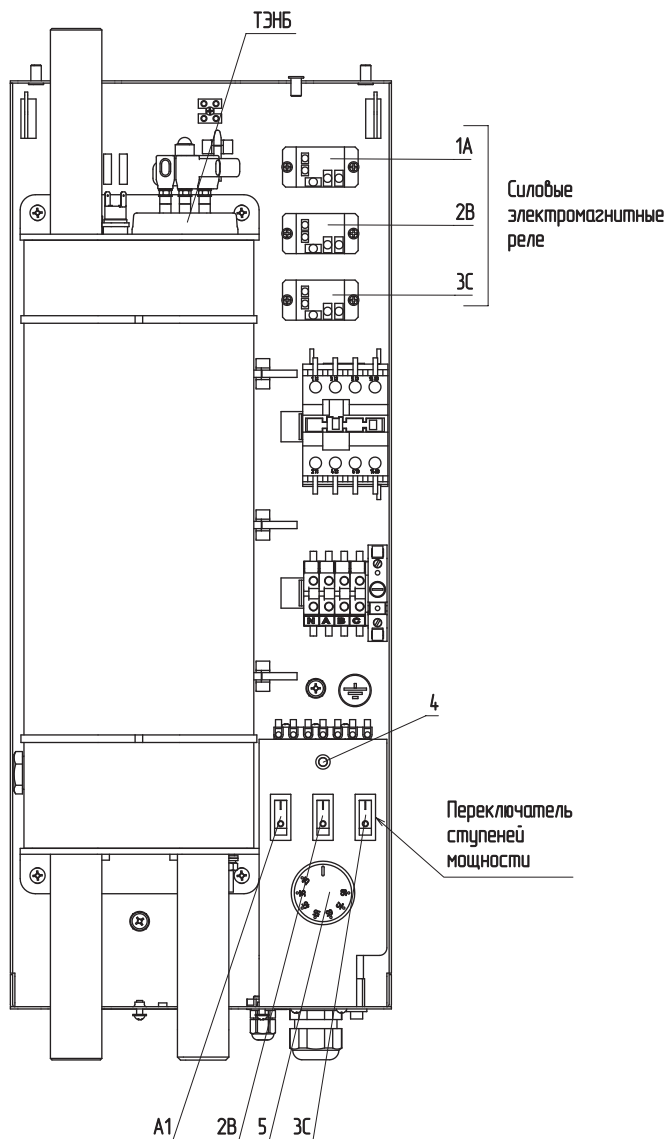 ТЭНБ
1А
2В
3С
Силовые
электромагнитные
реле
N A B C
4
Переключатель
ступеней
мощности
А1
2В
5
3С